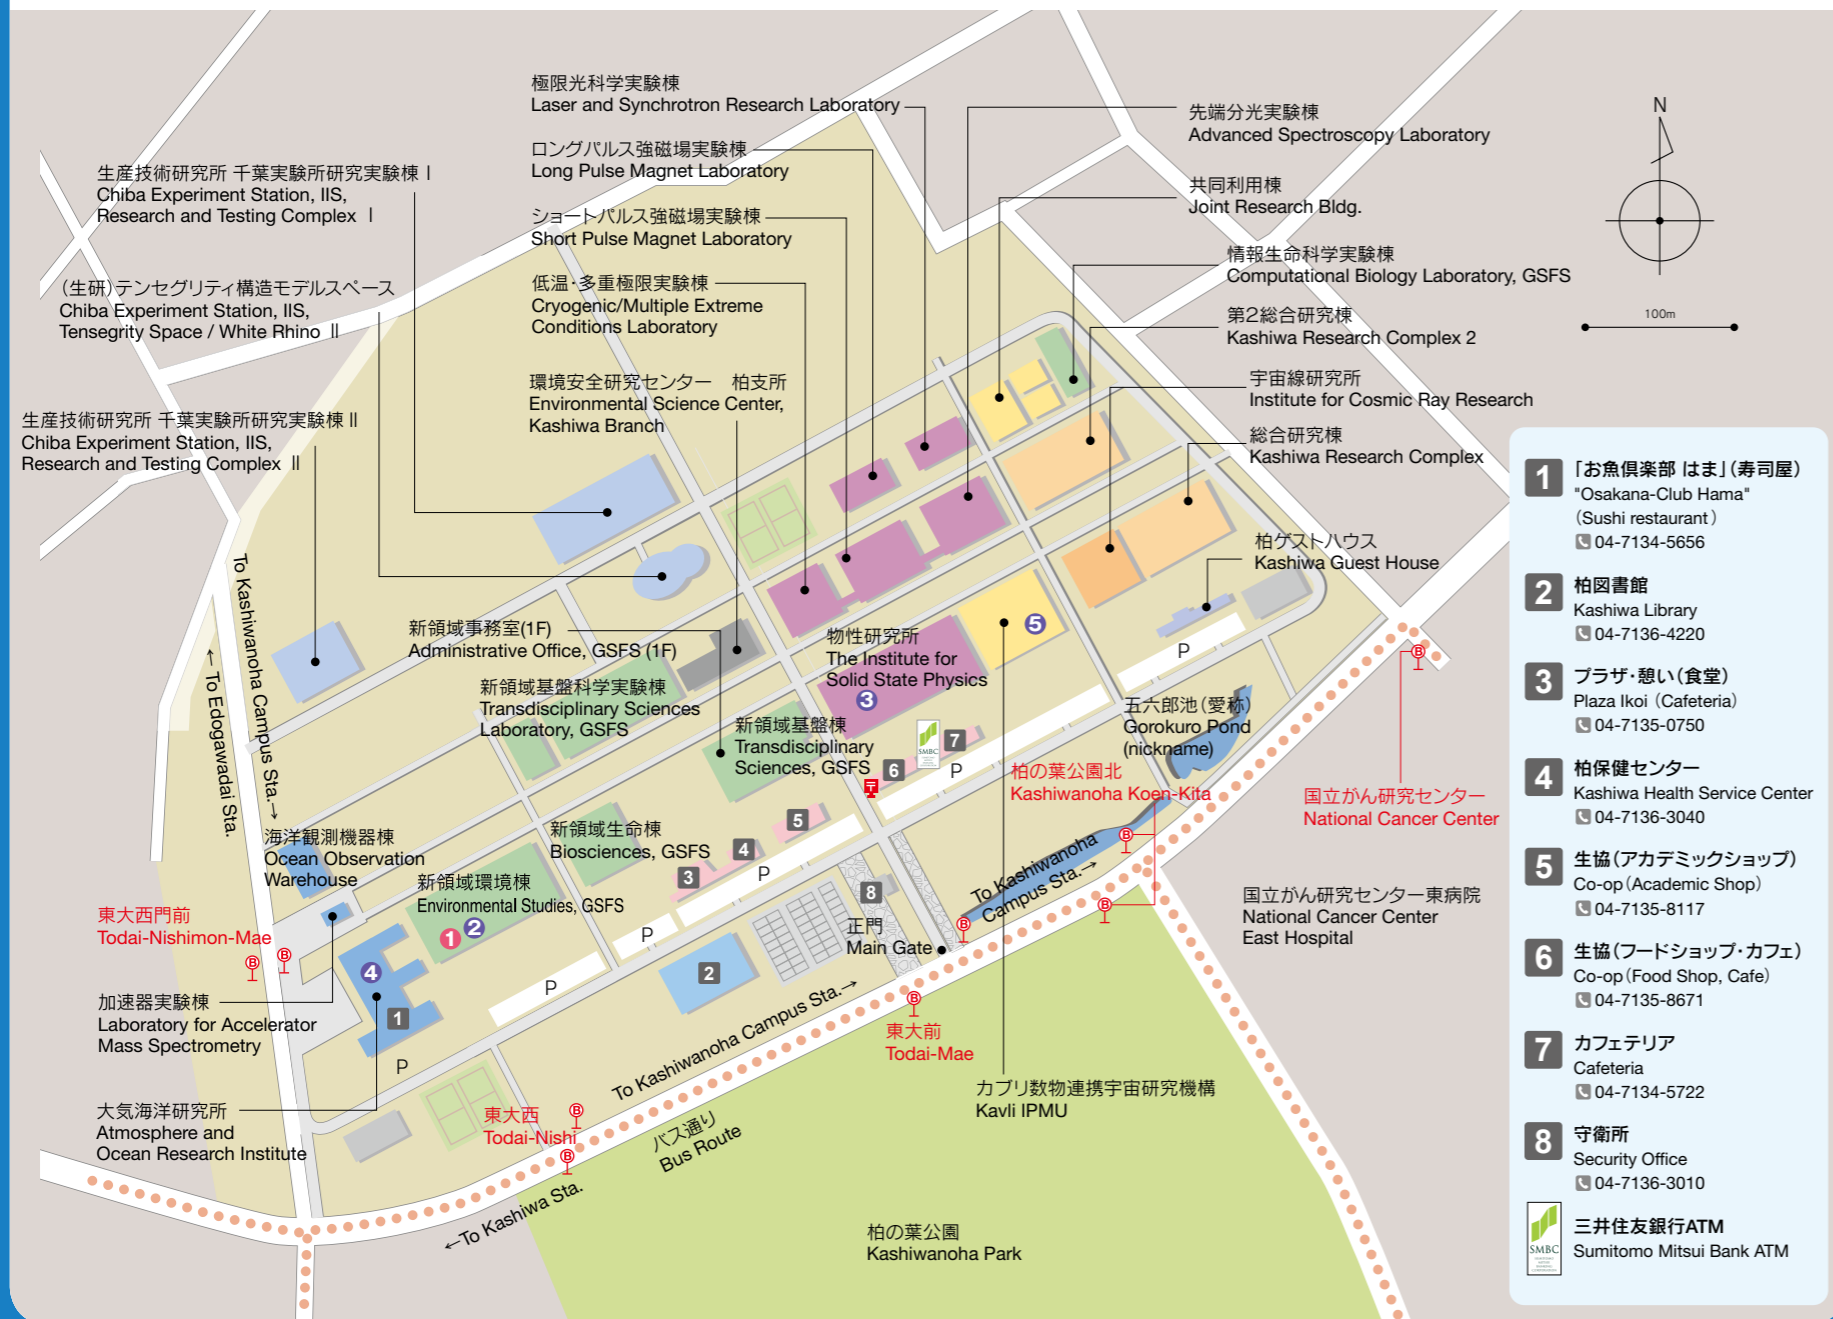 極限光科学実験棟
Laser and Synchrotron Research Laboratory
先端分光実験棟
Advanced Spectroscopy Laboratory
N
ロングパルス強磁場実験棟
Long Pulse Magnet Laboratory
生産技術研究所 千葉実験所研究実験棟 I
Chiba Experiment Station, IIS,
Research and Testing Complex I
共同利用棟
Joint Research Bldg.
ショートパルス強磁場実験棟
Short Pulse Magnet Laboratory
情報生命科学実験棟
Computational Biology Laboratory, GSFS
(生研)テンセグリティ構造モデルスペース
Chiba Experiment Station, IIS,
Tensegrity Space / White Rhino II
低温・多重極限実験棟
Cryogenic/Multiple Extreme
Conditions Laboratory
第2総合研究棟
Kashiwa Research Complex 2
100m
環境安全研究センター 柏支所
Environmental Science Center,
Kashiwa Branch
宇宙線研究所
Institute for Cosmic Ray Research
生産技術研究所 千葉実験所研究実験棟 II
Chiba Experiment Station, IIS,
Research and Testing Complex II
総合研究棟
Kashiwa Research Complex
柏ゲストハウス
Kashiwa Guest House
To Kashiwanoha Campus Sta.→
← To Edogawadai Sta.
新領域事務室(1F)
Administrative Office, GSFS (1F)
物性研究所
The Institute for
Solid State Physics
3
5
P
B
新領域基盤科学実験棟
Transdisciplinary Sciences
Laboratory, GSFS
新領域基盤棟
Transdisciplinary
Sciences, GSFS
五六郎池(愛称)
Gorokuro Pond
(nickname)
SMBC
7
6
P
〒
柏の葉公園北
Kashiwanoha Koen-Kita
国立がん研究センター
National Cancer Center
海洋観測機器棟
Ocean Observation
Warehouse
新領域生命棟
Biosciences, GSFS
5
4
3
P
B
To Kashiwanoha
Campus Sta.→
B
B
新領域環境棟
Environmental Studies, GSFS
1
2
8
国立がん研究センター東病院
National Cancer Center
East Hospital
東大西門前
Todai-Nishimon-Mae
B
B
正門
Main Gate
P
4
2
P
1
P
加速器実験棟
Laboratory for Accelerator
Mass Spectrometry
To Kashiwanoha Campus Sta.→
B
東大前
Todai-Mae
カブリ数物連携宇宙研究機構
Kavli IPMU
大気海洋研究所
Atmosphere and
Ocean Research Institute
東大西
Todai-Nishi
B
B
バス通り
Bus Route
←To Kashiwa Sta.
柏の葉公園
Kashiwanoha Park
1
「お魚倶楽部 はま」(寿司屋)
"Osakana-Club Hama"
(Sushi restaurant)
04-7134-5656
2
柏図書館
Kashiwa Library
04-7136-4220
3
プラザ・憩い(食堂)
Plaza Ikoi (Cafeteria)
04-7135-0750
4
柏保健センター
Kashiwa Health Service Center
04-7136-3040
5
生協(アカデミックショップ)
Co-op(Academic Shop)
04-7135-8117
6
生協(フードショップ・カフェ)
Co-op(Food Shop, Cafe)
04-7135-8671
7
カフェテリア
Cafeteria
04-7134-5722
8
守衛所
Security Office
04-7136-3010
SMBC
三井住友銀行ATM
Sumitomo Mitsui Bank ATM